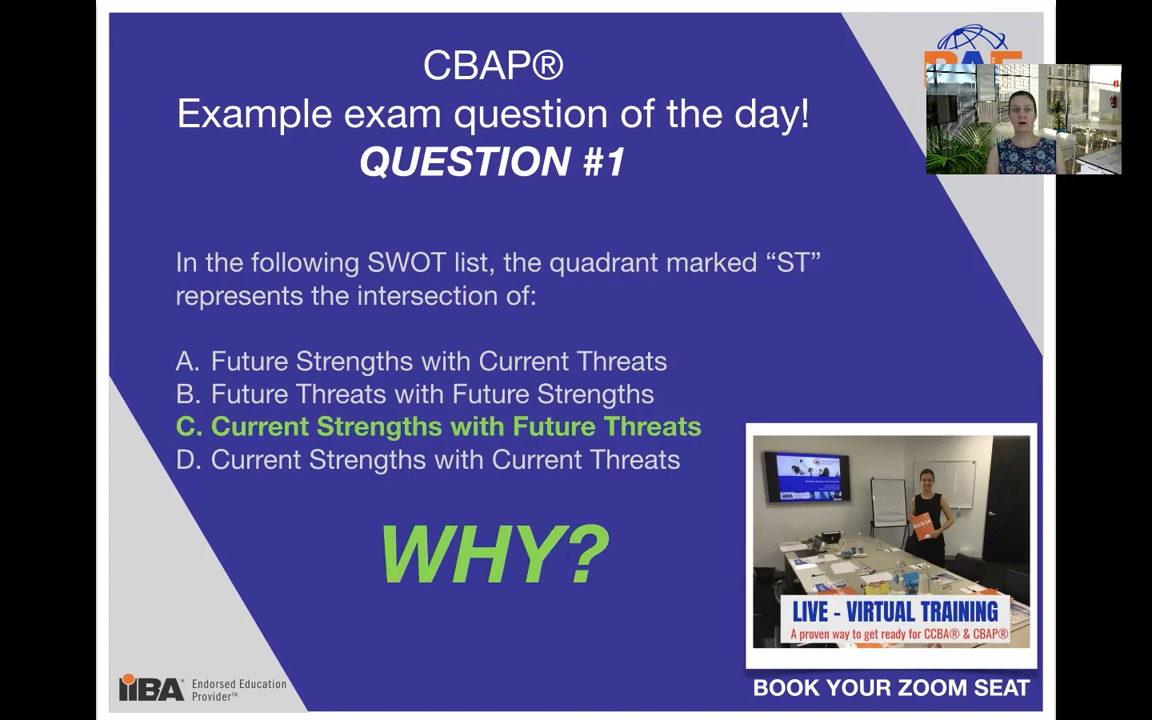 CBAP®
Example exam question of the day!
QUESTION #1
In the following SWOT list, the quadrant marked “ST”
represents the intersection of:
A. Future Strengths with Current Threats
B. Future Threats with Future Strengths
C. Current Strengths with Future Threats
D. Current Strengths with Current Threats
WHY?
LIVE - VIRTUAL TRAINING
A proven way to get ready for CCBA® & CBAP®
BOOK YOUR ZOOM SEAT
iiBA® Endorsed Education
Provider™